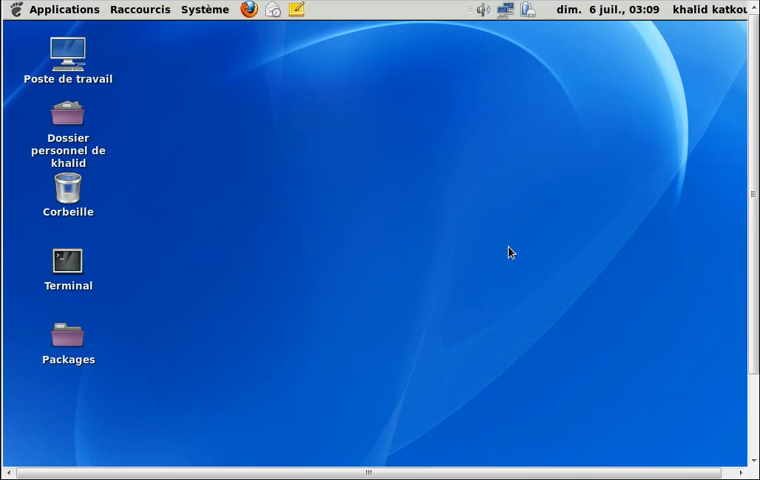 Applications Raccourcis Système dim. 6 juil., 03:09 khalid katkou
Poste de travail
Dossier
personnel de
khalid
Corbeille
Terminal
Packages